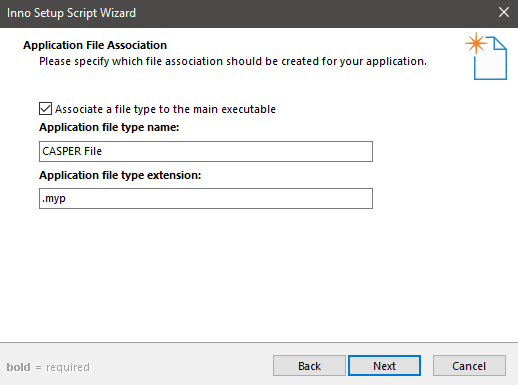 Inno Setup Script Wizard
Application File Association
Please specify which file association should be created for your application.
Associate a file type to the main executable
Application file type name:
CASPER File
Application file type extension:
.myp
bold = required
Back
Next
Cancel